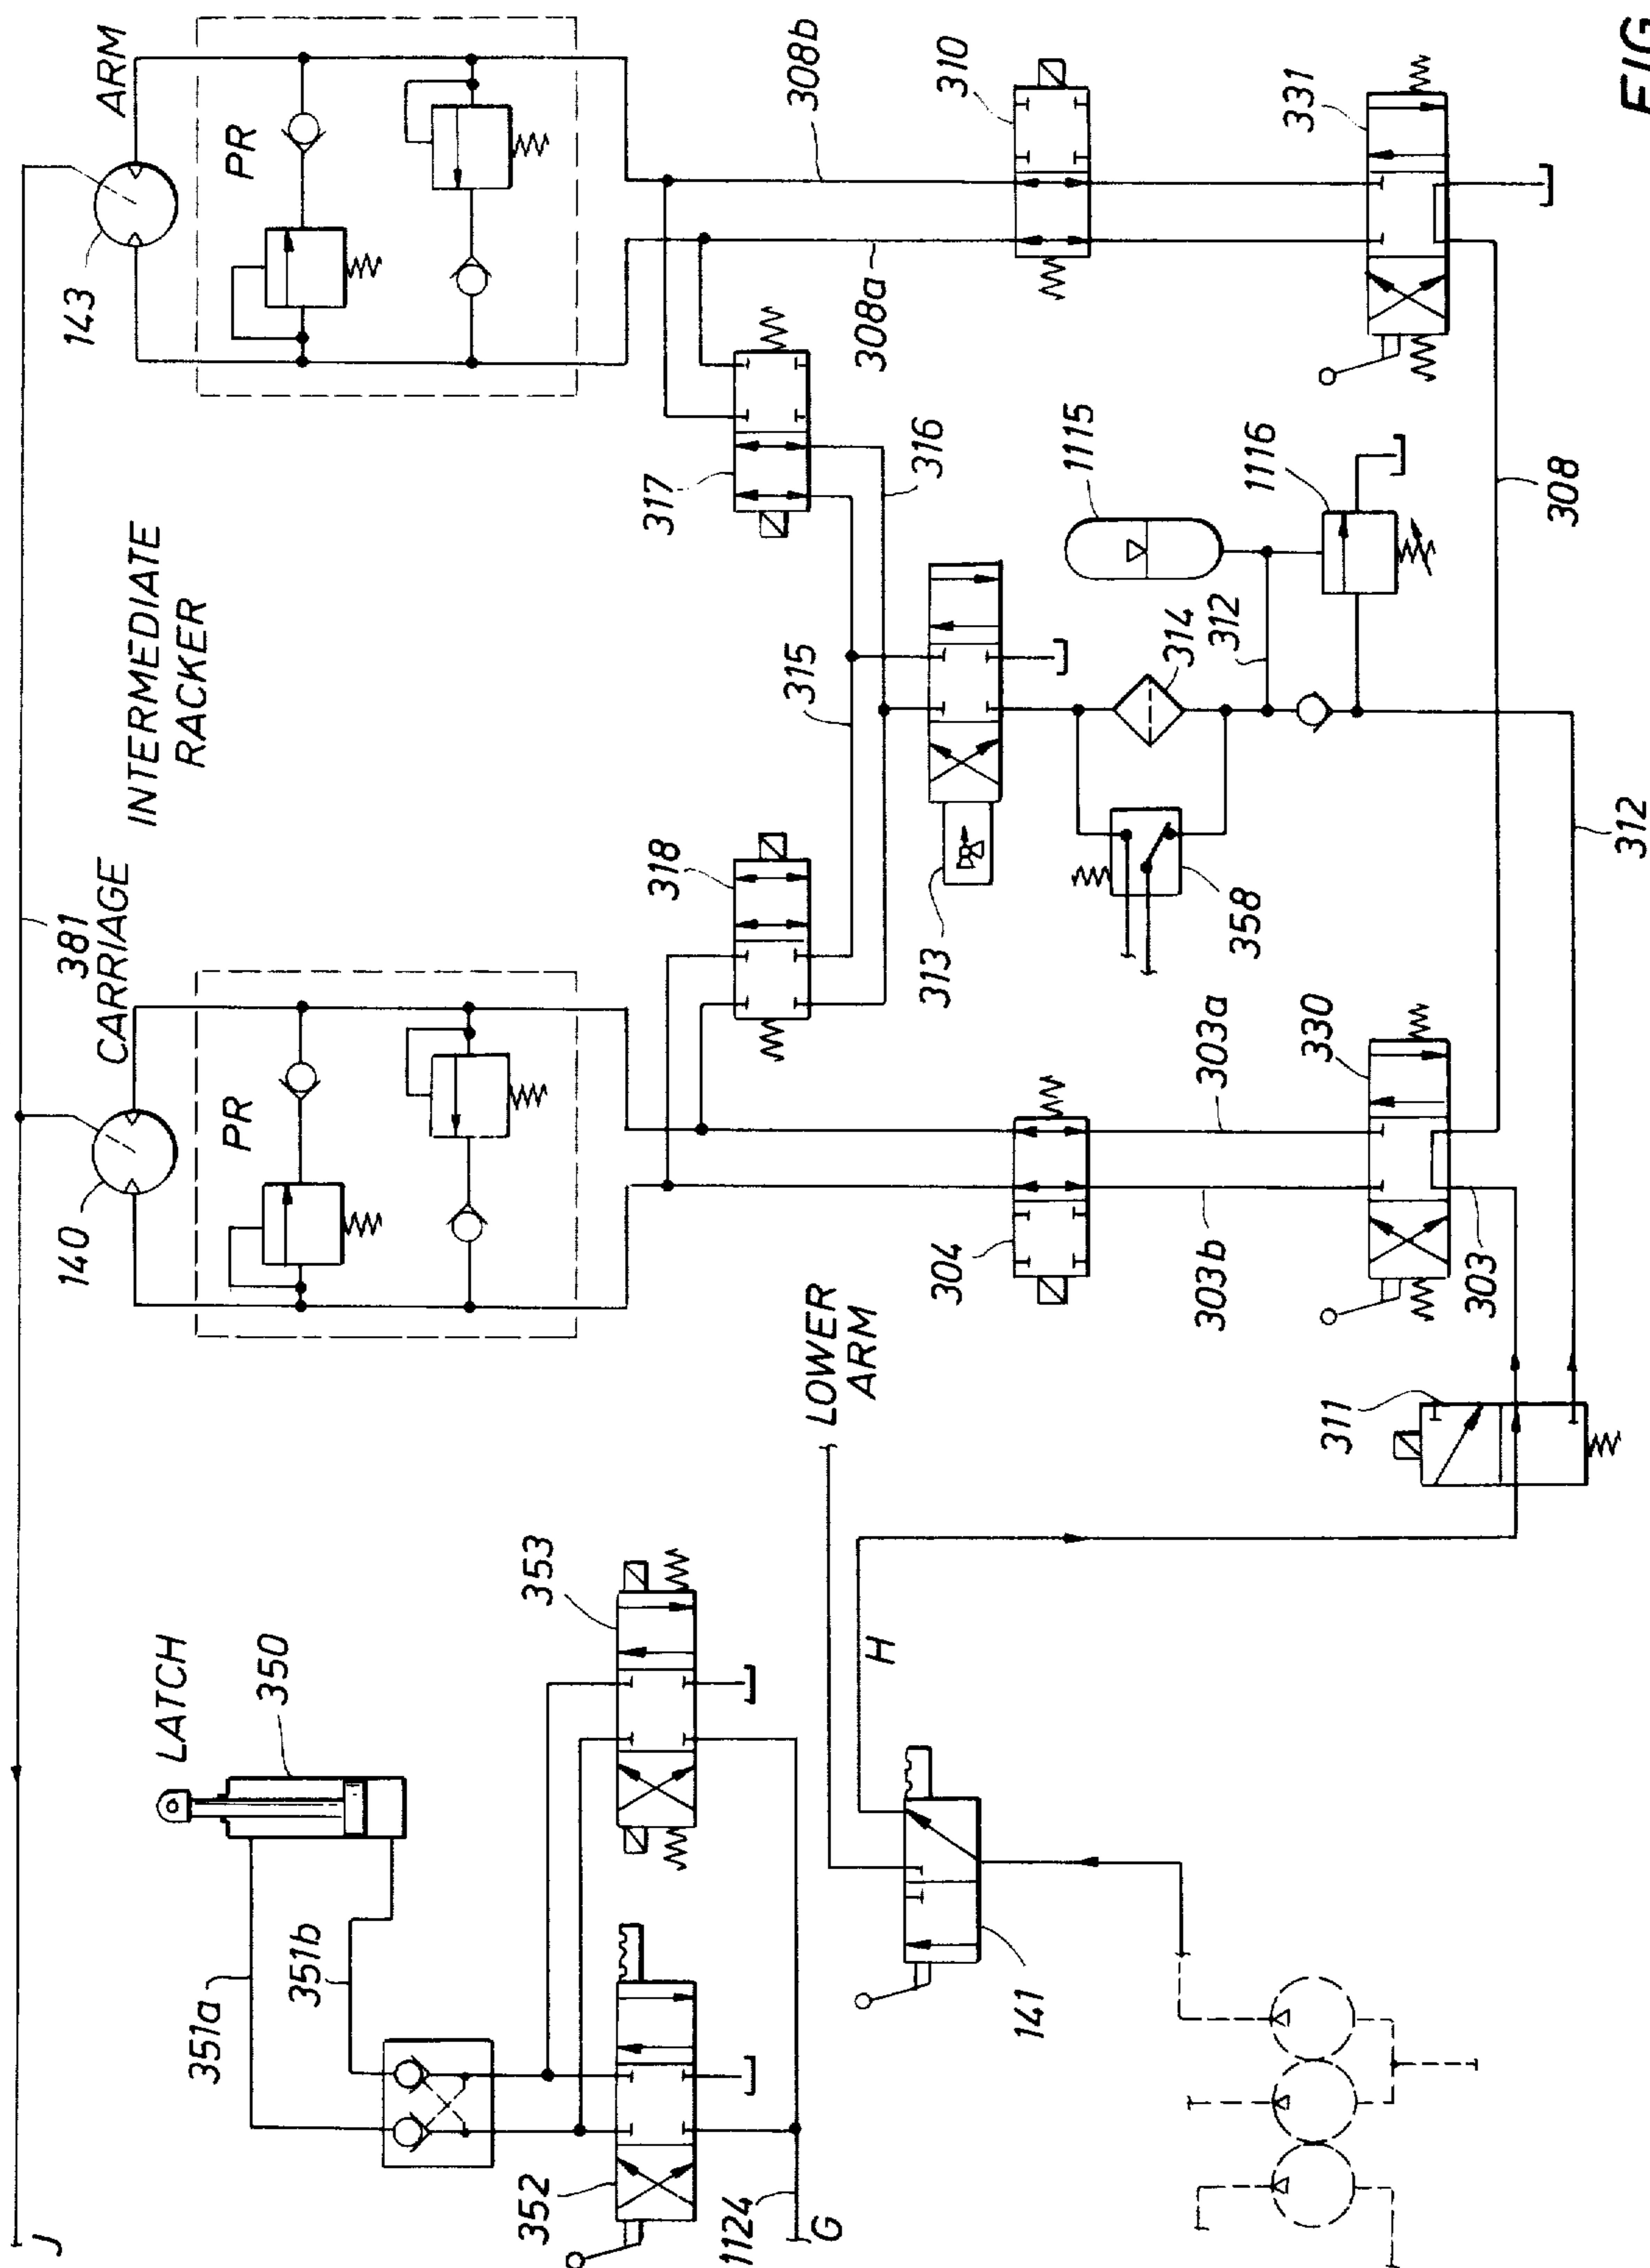 ARM
143
PR
308b
310
331
FIG
308a
317
316
1115
1116
308
INTERMEDIATE
RACKER
381
CARRIAGE
315
314
312
318
313
358
312
140
PR
304
303a
303b
330
303
LOWER
ARM
311
LATCH
350
353
H
351a
351b
352
1124
G
141
J